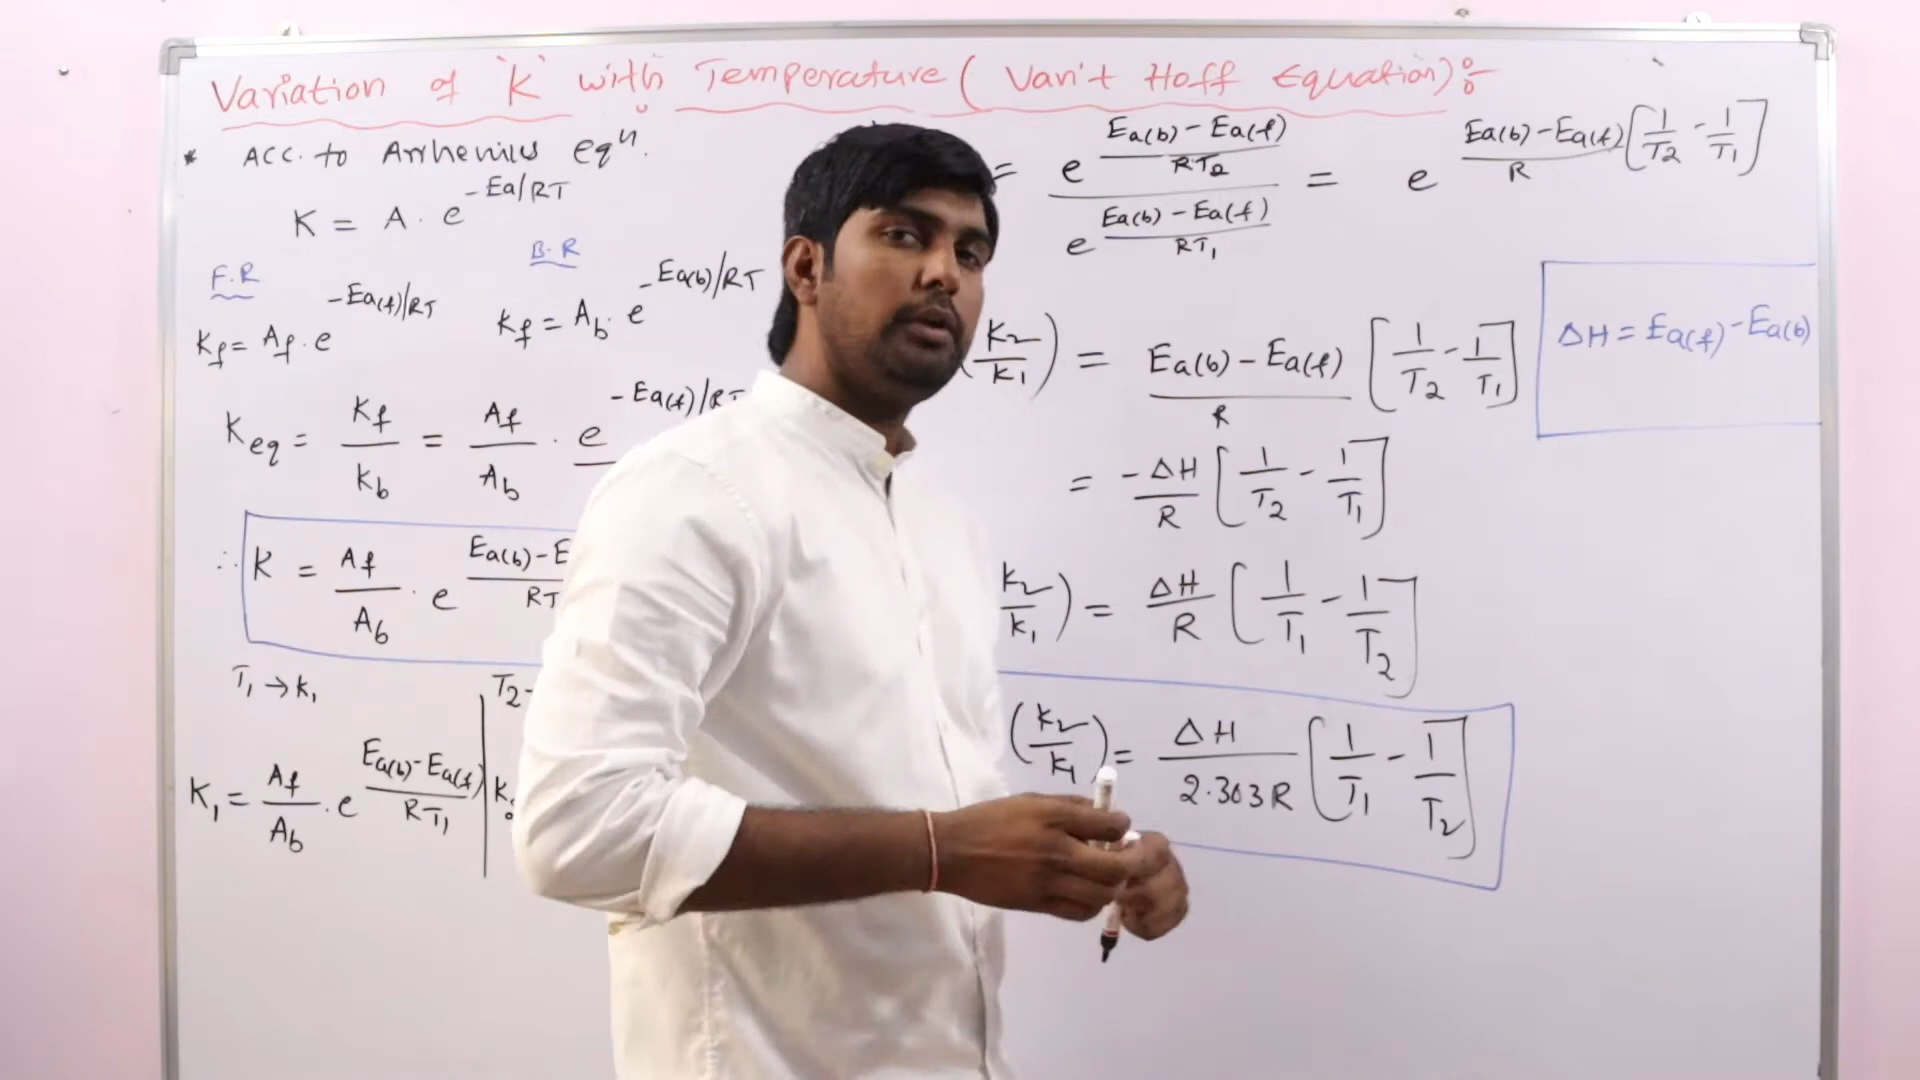 Variation of 'K' with Temperature ( Van't Hoff Equation) :-
* Acc. to Arrhenius eqⁿ.
K = A . e^(-Ea/RT)
F.R
B.R
Kf = Af . e^(-Ea(f)/RT)
Kf = Ab . e^(-Ea(b)/RT)
Keq = Kf/Kb = Af/Ab . e^(-Ea(f)/RT
∴ K = Af/Ab . e^(Ea(b) - E / RT
T1 → K1
T2 -
K1 = Af/Ab . e^((Ea(b) - Ea(f))/RT1)
K
= e^((Ea(b) - Ea(f))/RT2) / e^((Ea(b) - Ea(f))/RT1) = e^((Ea(b) - Ea(f))/R [1/T2 - 1/T1])
(K2/K1) = (Ea(b) - Ea(f))/R [1/T2 - 1/T1]
ΔH = Ea(f) - Ea(b)
= -ΔH/R [1/T2 - 1/T1]
K2/K1) = ΔH/R [1/T1 - 1/T2]
(K2/K1) = ΔH/2.303R [1/T1 - 1/T2]